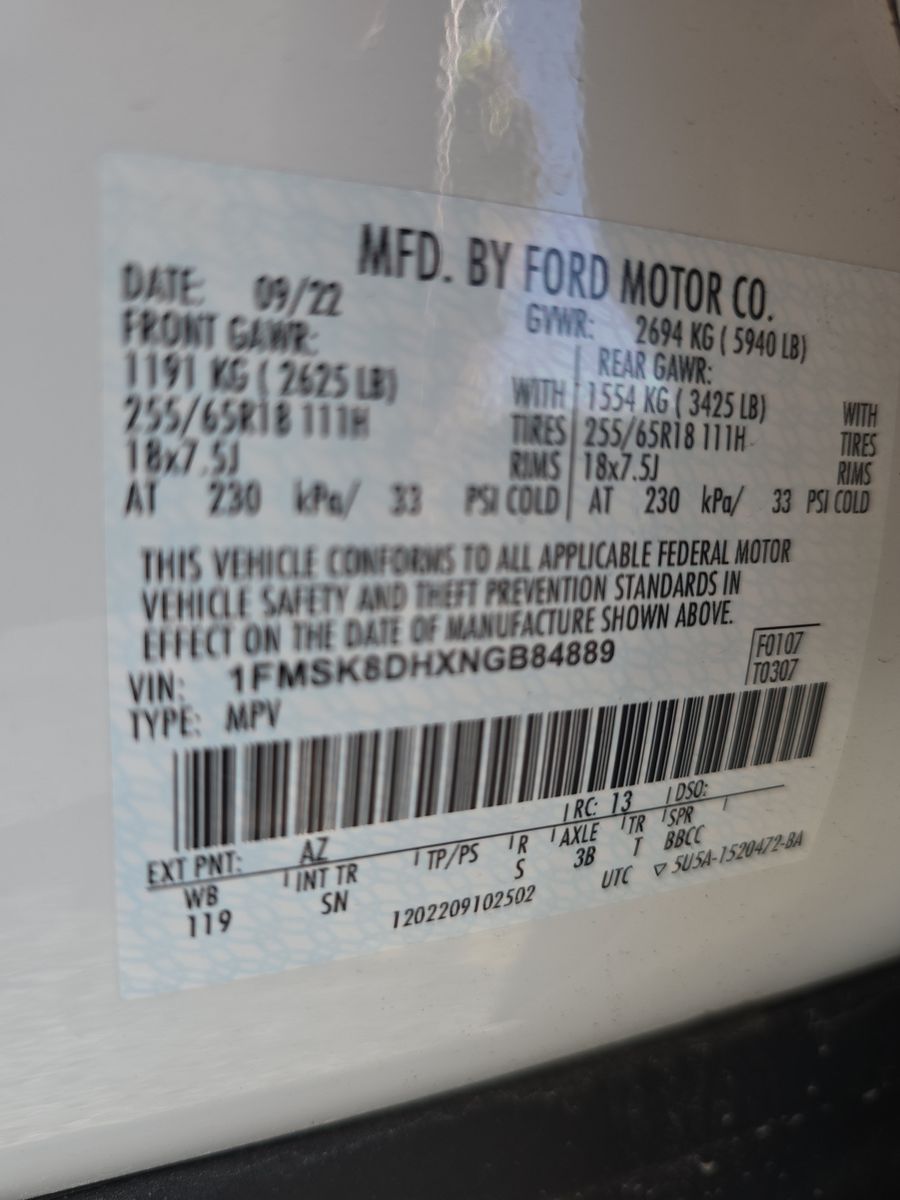 MFD. BY FORD MOTOR CO.
DATE: 09/22 GVWR: 2694 KG ( 5940 LB)
FRONT GAWR: REAR GAWR:
1191 KG ( 2625 LB) WITH 1554 KG ( 3425 LB) WITH
255/65R18 111H TIRES 255/65R18 111H TIRES
18x7.5J RIMS 18x7.5J RIMS
AT 230 kPa/ 33 PSI COLD AT 230 kPa/ 33 PSI COLD
THIS VEHICLE CONFORMS TO ALL APPLICABLE FEDERAL MOTOR
VEHICLE SAFETY AND THEFT PREVENTION STANDARDS IN
EFFECT ON THE DATE OF MANUFACTURE SHOWN ABOVE.
VIN: 1FMSK8DHXNGB84889 F0107
TYPE: MPV T0307
EXT PNT: AZ RC: 13 DSO:
WB INT TR TP/PS R AXLE TR SPR
119 SN S 3B T BBCC
1202209102502 UTC ▽ 5U5A-1520472-BA